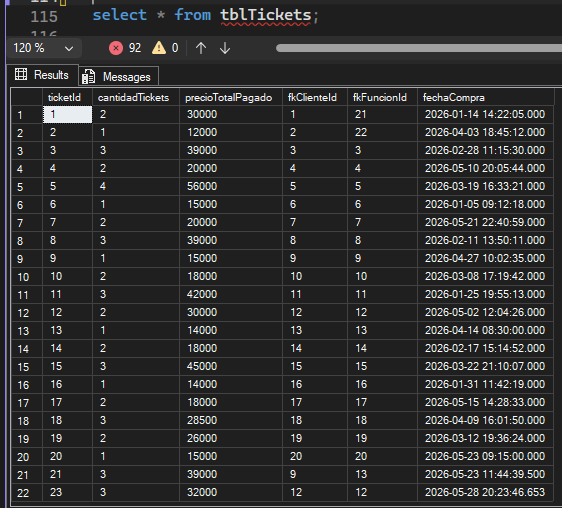 114
115 select * from tblTickets;
116
120 % 92 0
Results Messages
ticketId cantidadTickets precioTotalPagado fkClienteId fkFuncionId fechaCompra
1 1 2 30000 1 21 2026-01-14 14:22:05.000
2 2 1 12000 2 22 2026-04-03 18:45:12.000
3 3 3 39000 3 3 2026-02-28 11:15:30.000
4 4 2 20000 4 4 2026-05-10 20:05:44.000
5 5 4 56000 5 5 2026-03-19 16:33:21.000
6 6 1 15000 6 6 2026-01-05 09:12:18.000
7 7 2 20000 7 7 2026-05-21 22:40:59.000
8 8 3 39000 8 8 2026-02-11 13:50:11.000
9 9 1 15000 9 9 2026-04-27 10:02:35.000
10 10 2 18000 10 10 2026-03-08 17:19:42.000
11 11 3 42000 11 11 2026-01-25 19:55:13.000
12 12 2 30000 12 12 2026-05-02 12:04:26.000
13 13 1 14000 13 13 2026-04-14 08:30:00.000
14 14 2 18000 14 14 2026-02-17 15:14:52.000
15 15 3 45000 15 15 2026-03-22 21:10:07.000
16 16 1 14000 16 16 2026-01-31 11:42:19.000
17 17 2 18000 17 17 2026-05-15 14:28:33.000
18 18 3 28500 18 18 2026-04-09 16:01:50.000
19 19 2 26000 19 19 2026-03-12 19:36:24.000
20 20 1 15000 20 20 2026-05-23 09:15:00.000
21 21 3 39000 9 13 2026-05-23 11:44:39.500
22 23 3 32000 12 12 2026-05-28 20:23:46.653